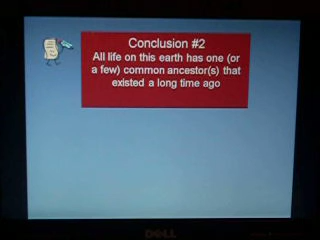 Conclusion #2
All life on this earth has one (or
a few) common ancestor(s) that
existed a long time ago
DELL